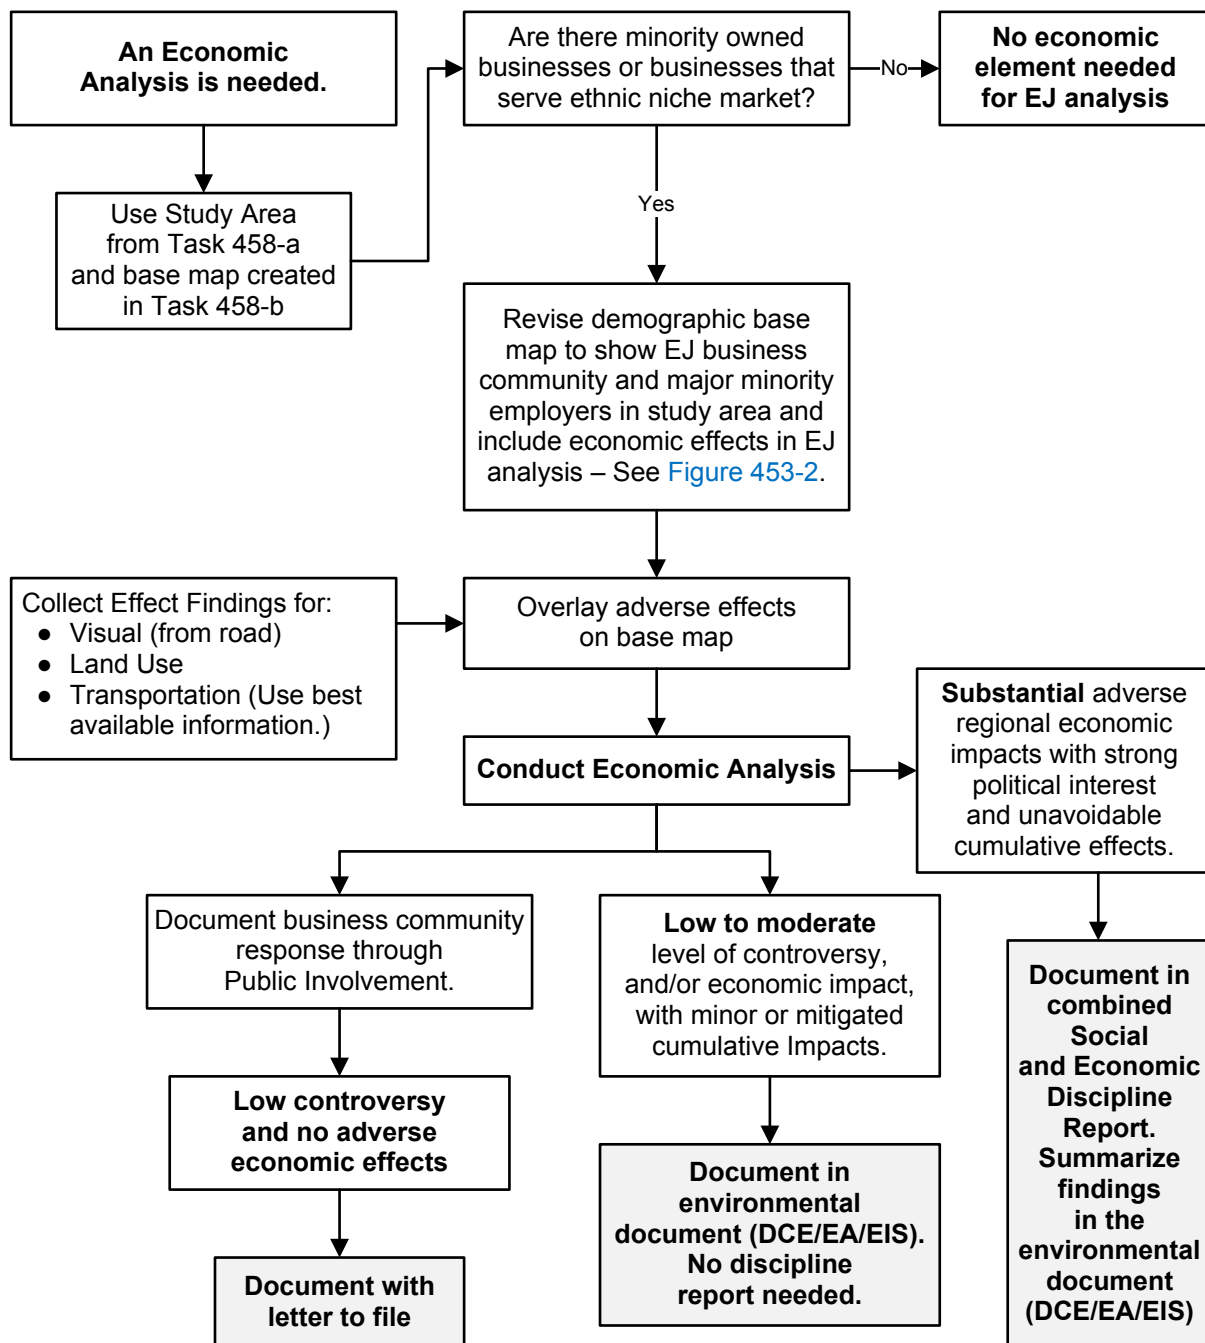 An Economic
Analysis is needed.
Are there minority owned
businesses or businesses that
serve ethnic niche market?
No
No economic
element needed
for EJ analysis
Use Study Area
from Task 458-a
and base map created
in Task 458-b
Yes
Revise demographic base
map to show EJ business
community and major minority
employers in study area and
include economic effects in EJ
analysis – See Figure 453-2.
Collect Effect Findings for:
● Visual (from road)
● Land Use
● Transportation (Use best
available information.)
Overlay adverse effects
on base map
Conduct Economic Analysis
Substantial adverse
regional economic
impacts with strong
political interest
and unavoidable
cumulative effects.
Document business community
response through
Public Involvement.
Low to moderate
level of controversy,
and/or economic impact,
with minor or mitigated
cumulative Impacts.
Document in
combined
Social
and Economic
Discipline
Report.
Summarize
findings
in the
environmental
document
(DCE/EA/EIS)
Low controversy
and no adverse
economic effects
Document in
environmental
document (DCE/EA/EIS).
No discipline
report needed.
Document with
letter to file